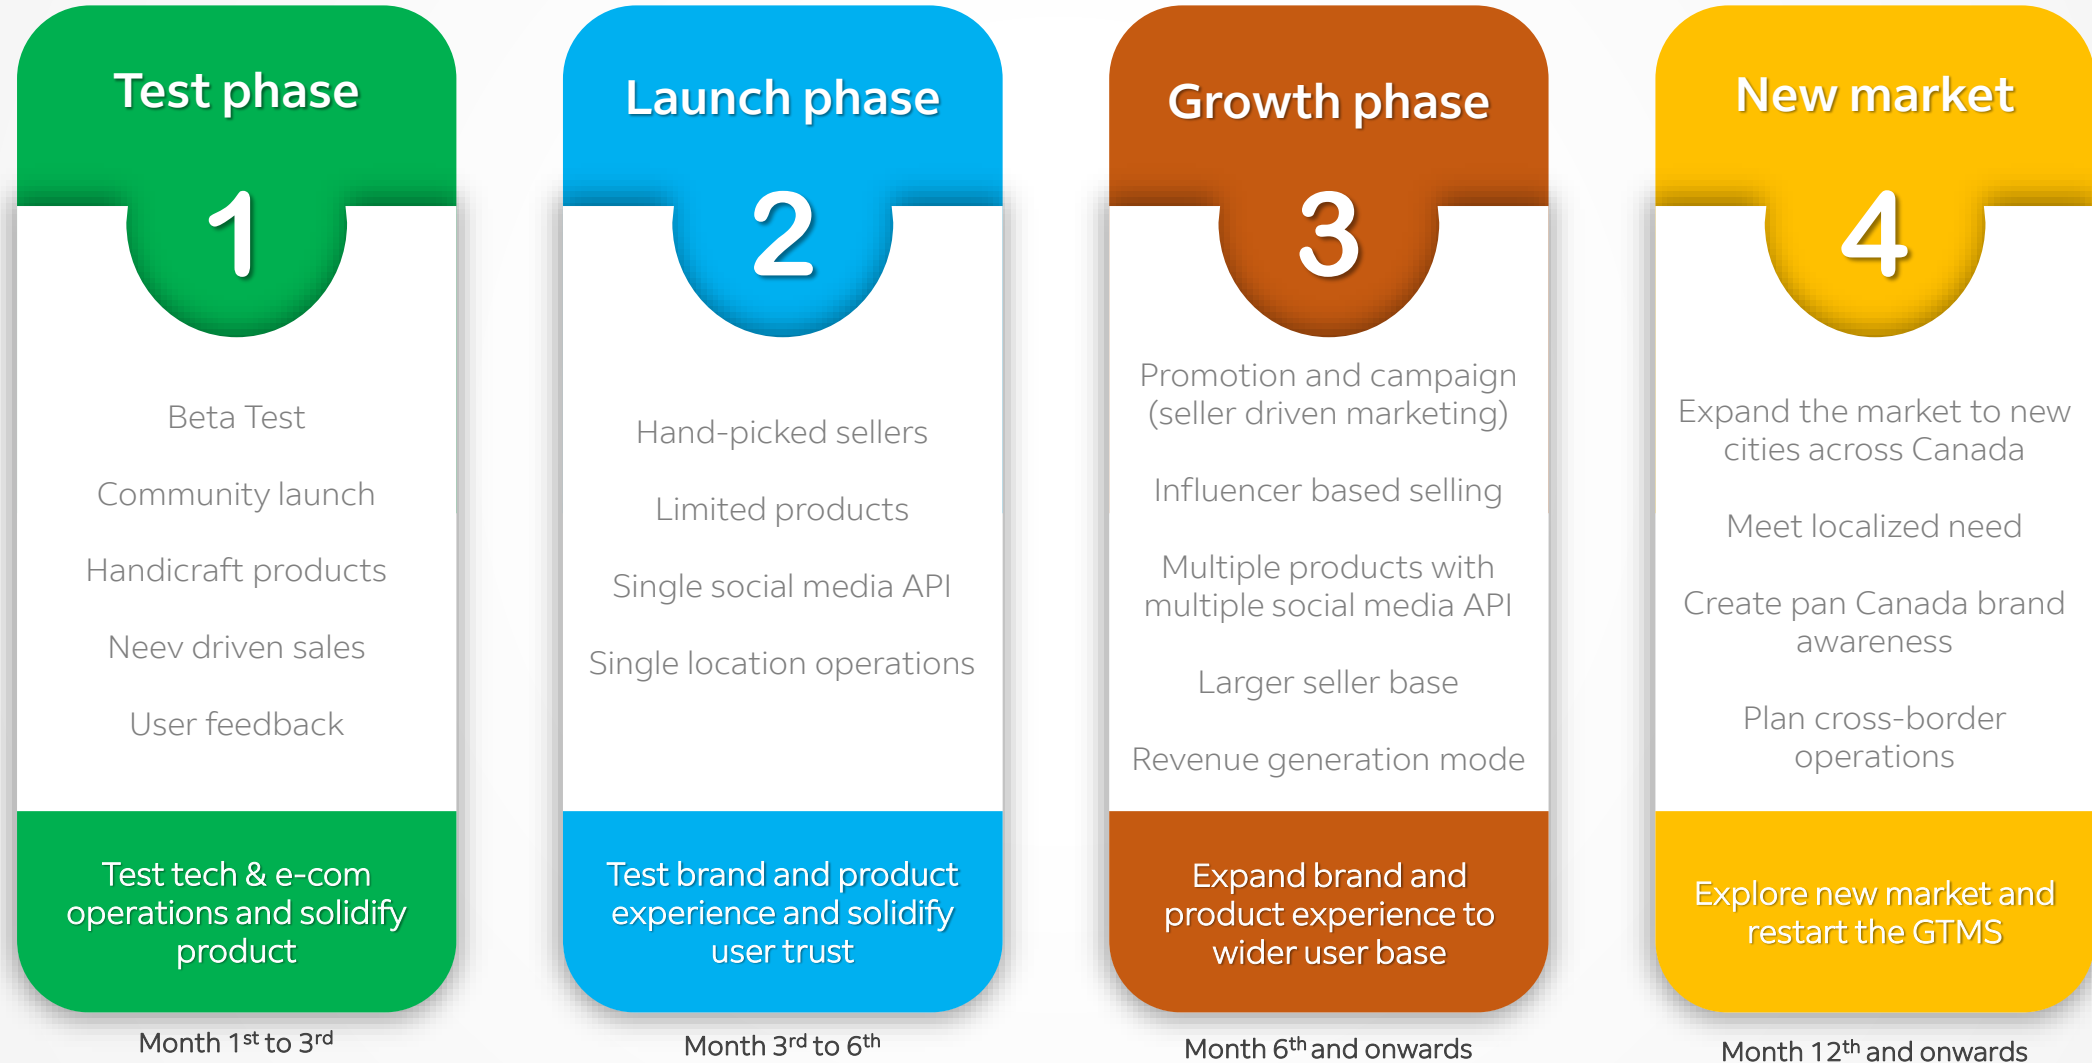 Test phase
1
Beta Test
Community launch
Handicraft products
Neev driven sales
User feedback
Test tech & e-com
operations and solidify
product
Month 1st to 3rd
Launch phase
2
Hand-picked sellers
Limited products
Single social media API
Single location operations
Test brand and product
experience and solidify
user trust
Month 3rd to 6th
Growth phase
3
Promotion and campaign
(seller driven marketing)
Influencer based selling
Multiple products with
multiple social media API
Larger seller base
Revenue generation mode
Expand brand and
product experience to
wider user base
Month 6th and onwards
New market
4
Expand the market to new
cities across Canada
Meet localized need
Create pan Canada brand
awareness
Plan cross-border
operations
Explore new market and
restart the GTMS
Month 12th and onwards